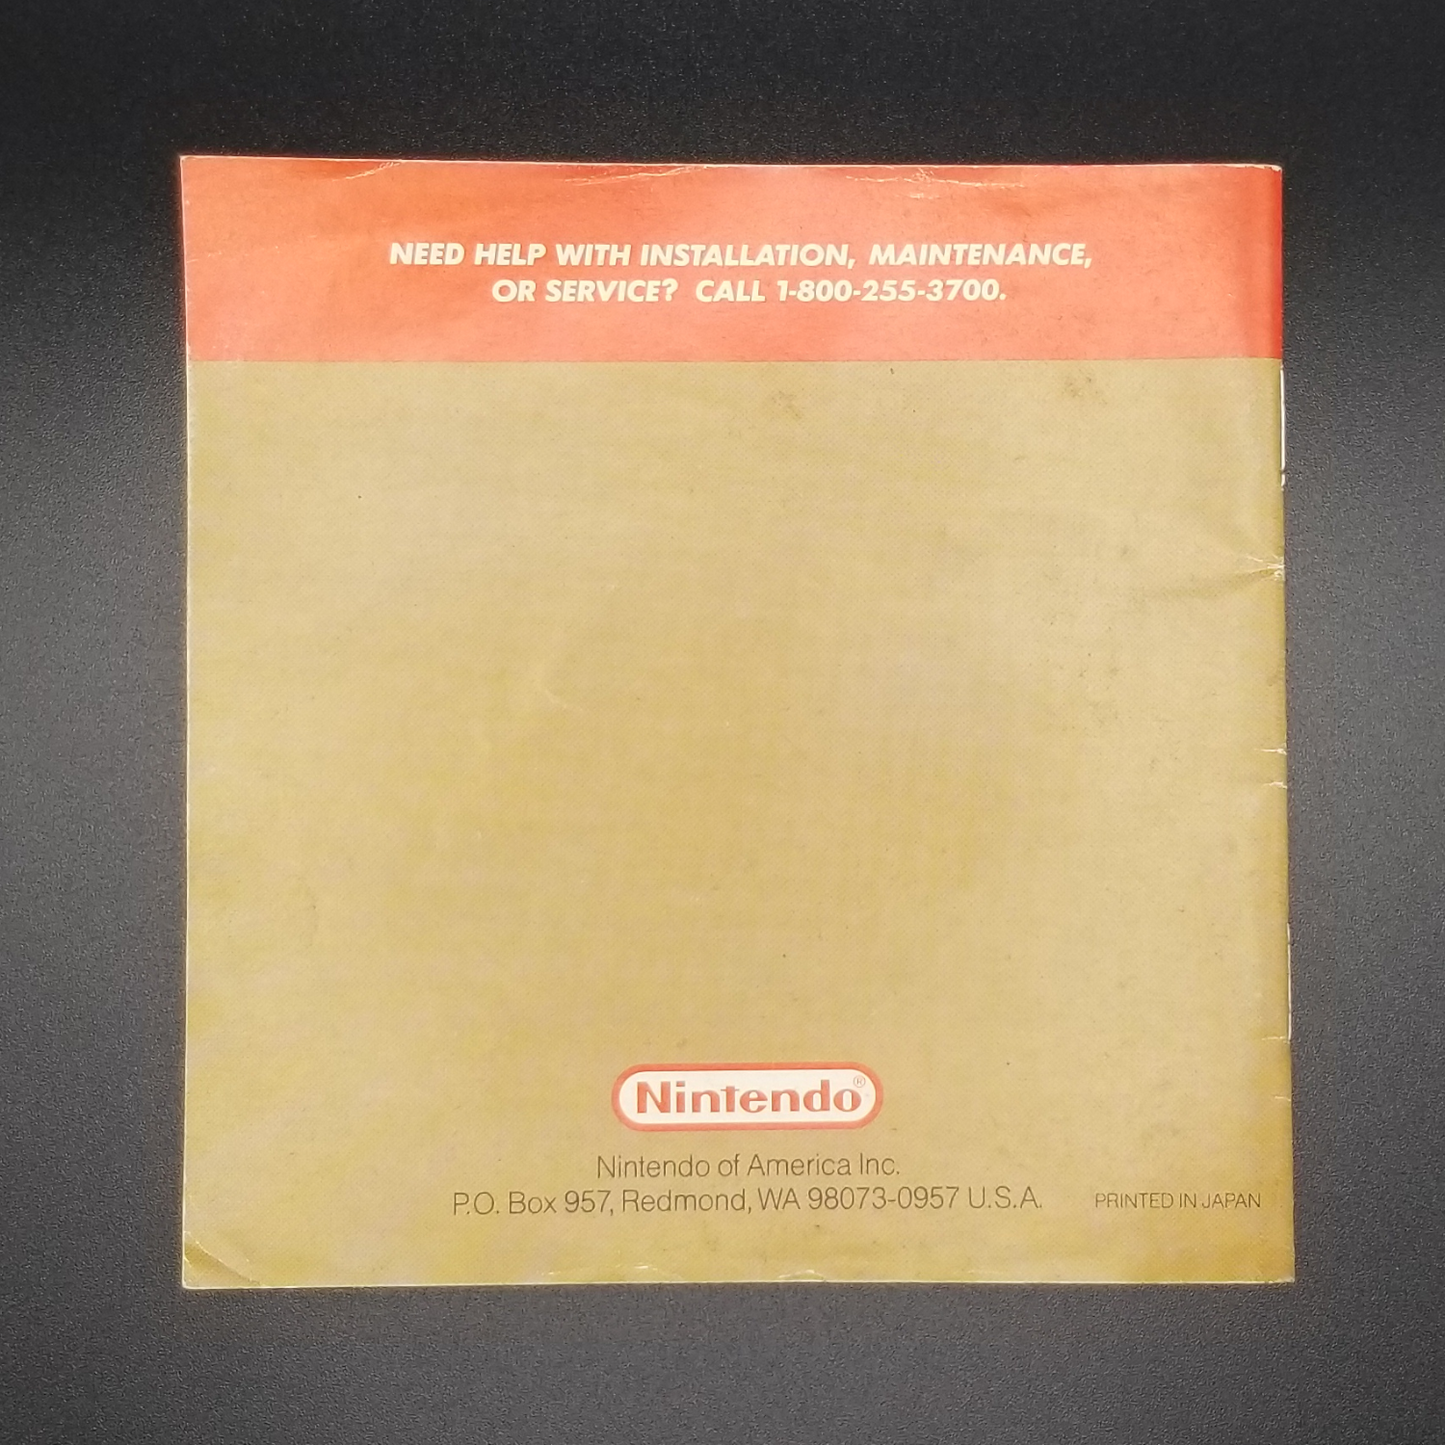 NEED HELP WITH INSTALLATION, MAINTENANCE,
OR SERVICE? CALL 1-800-255-3700.
Nintendo®
Nintendo of America Inc.
P.O. Box 957, Redmond, WA 98073-0957 U.S.A.
PRINTED IN JAPAN